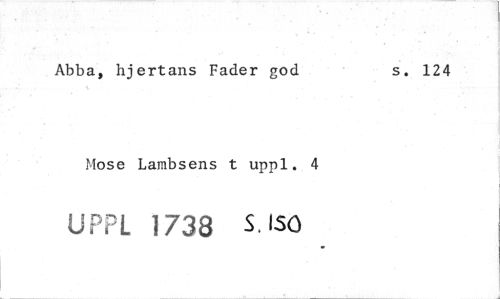 Abba, hjertans Fader god s. 124
Mose Lambsens t uppl. 4
UPPL 1738 S. 150